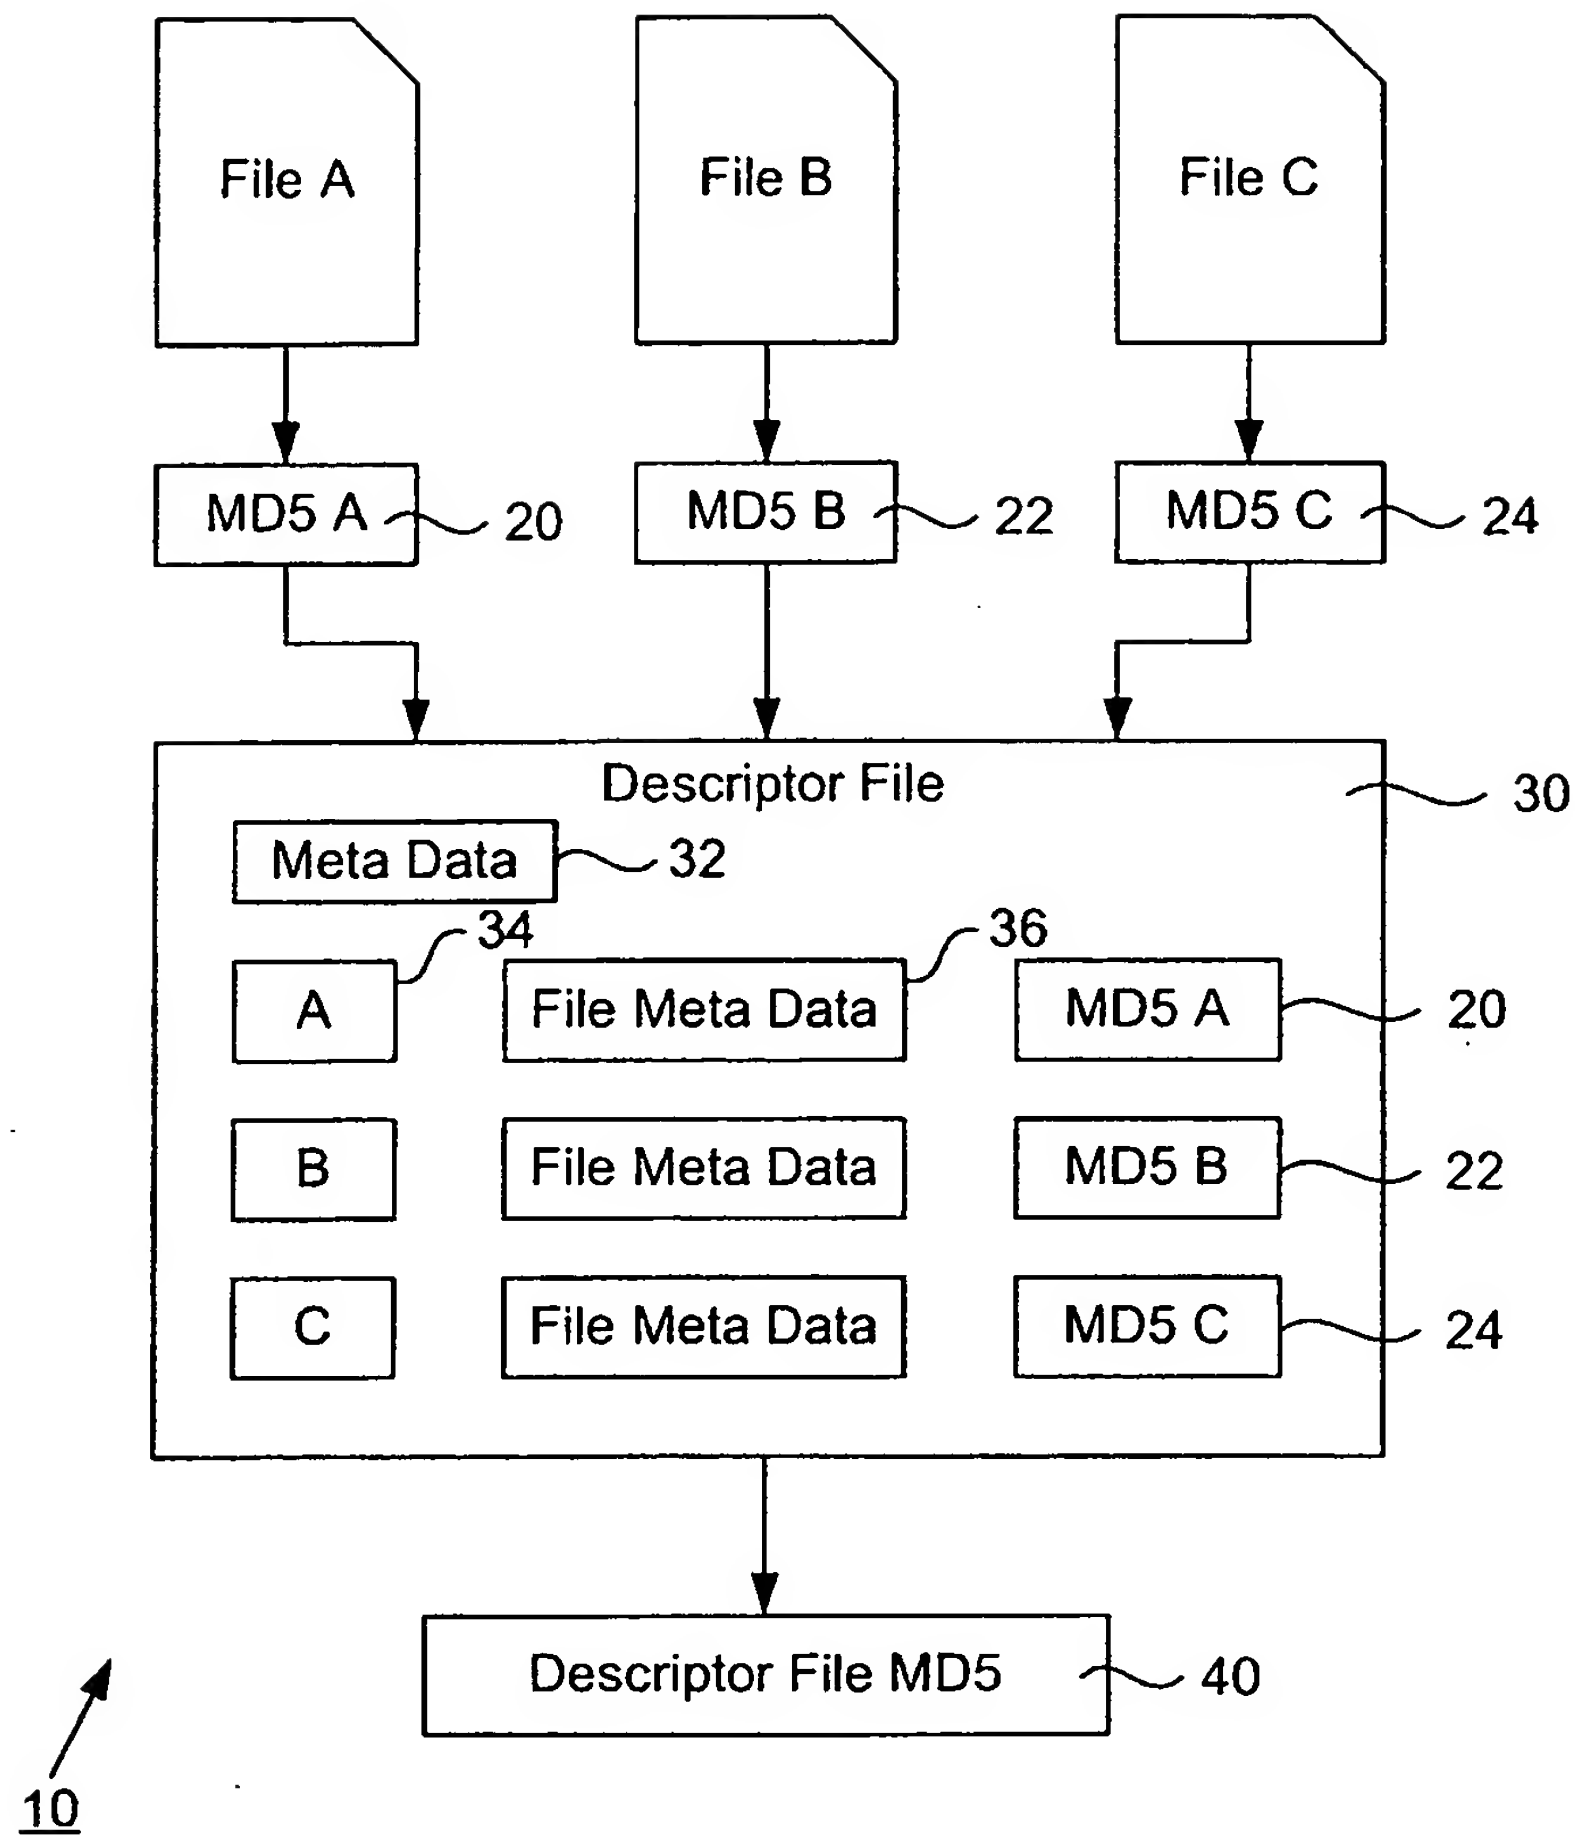 File A
File B
File C
MD5 A
20
MD5 B
22
MD5 C
24
Descriptor File
30
Meta Data
32
34
36
A
File Meta Data
MD5 A
20
B
File Meta Data
MD5 B
22
C
File Meta Data
MD5 C
24
Descriptor File MD5
40
10